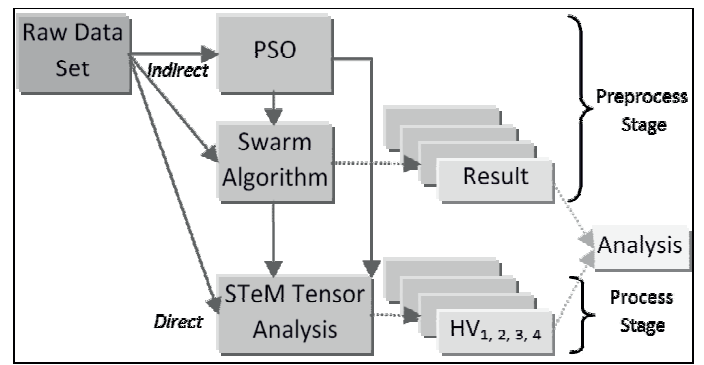 Raw Data
Set
PSO
Indirect
Preprocess
Stage
Swarm
Algorithm
Result
Analysis
STeM Tensor
Analysis
Direct
HV1, 2, 3, 4
Process
Stage